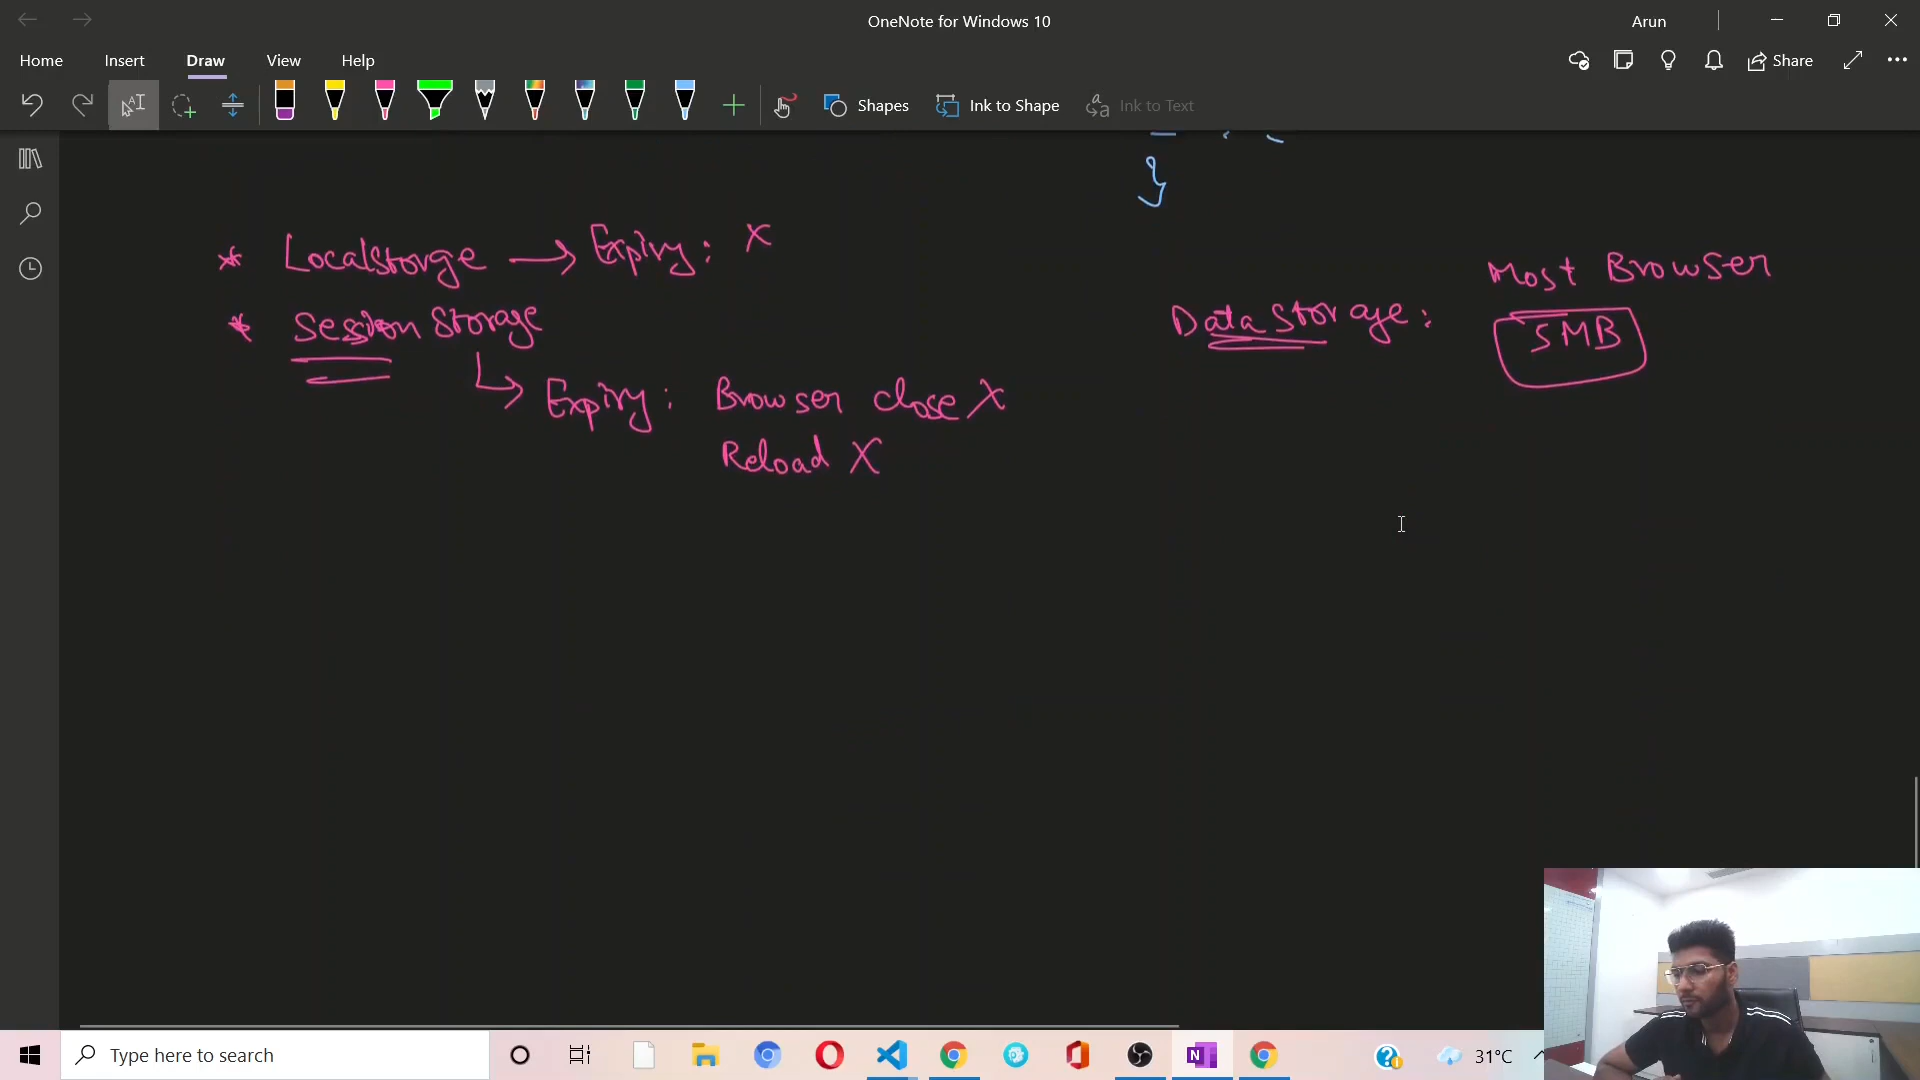 OneNote for Windows 10
Arun
Home Insert Draw View Help
Share
Shapes
Ink to Shape
Ink to Text
* LocalStorge → Expiry: X
* Session Storage
Expiry: Browser close X
Reload X
Most Browser
Data Storage: 5MB
Type here to search
31°C